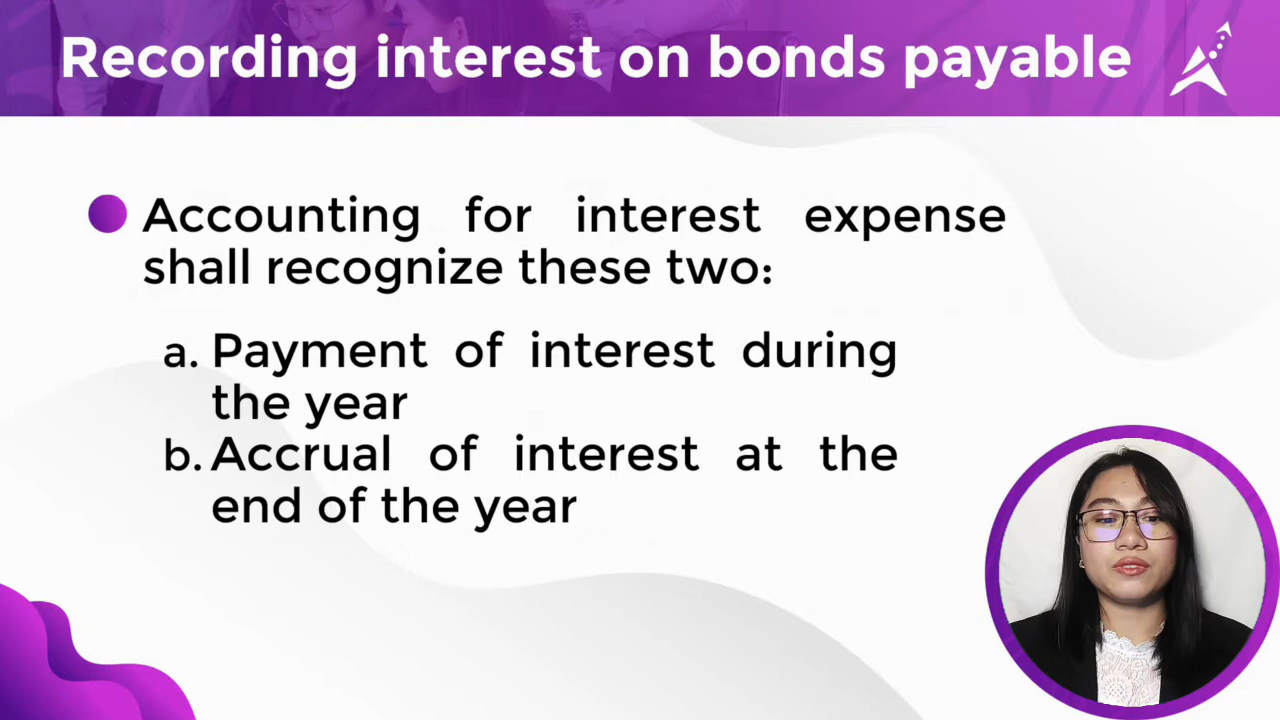 Recording interest on bonds payable
Accounting for interest expense
shall recognize these two:
a. Payment of interest during
the year
b. Accrual of interest at the
end of the year